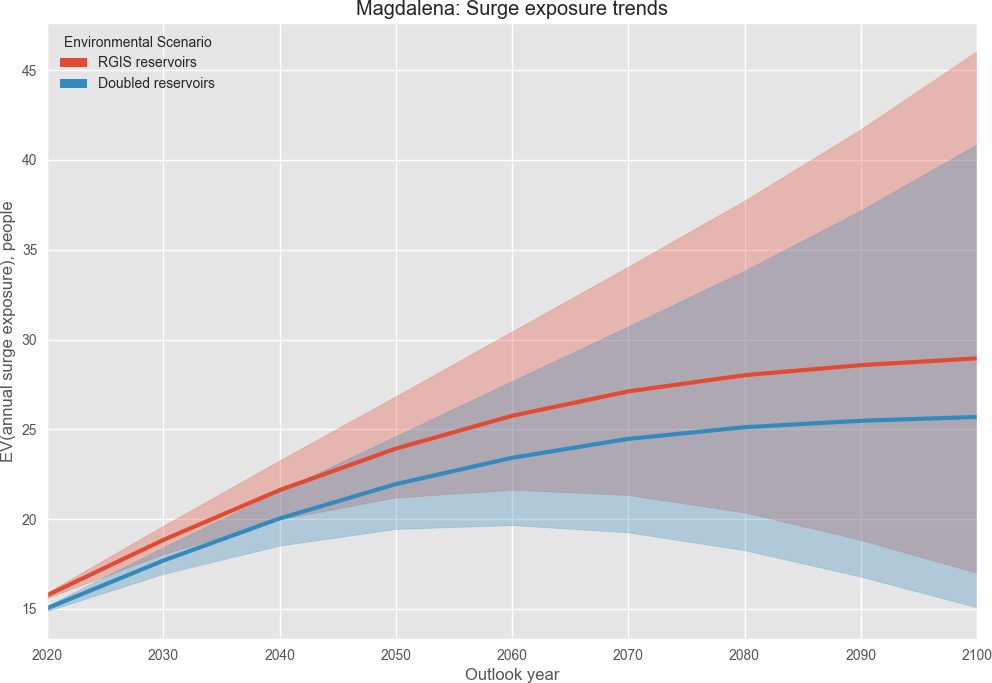 Magdalena: Surge exposure trends
Environmental Scenario
RGIS reservoirs
Doubled reservoirs
EV(annual surge exposure), people
45
40
35
30
25
20
15
2020 2030 2040 2050 2060 2070 2080 2090 2100
Outlook year